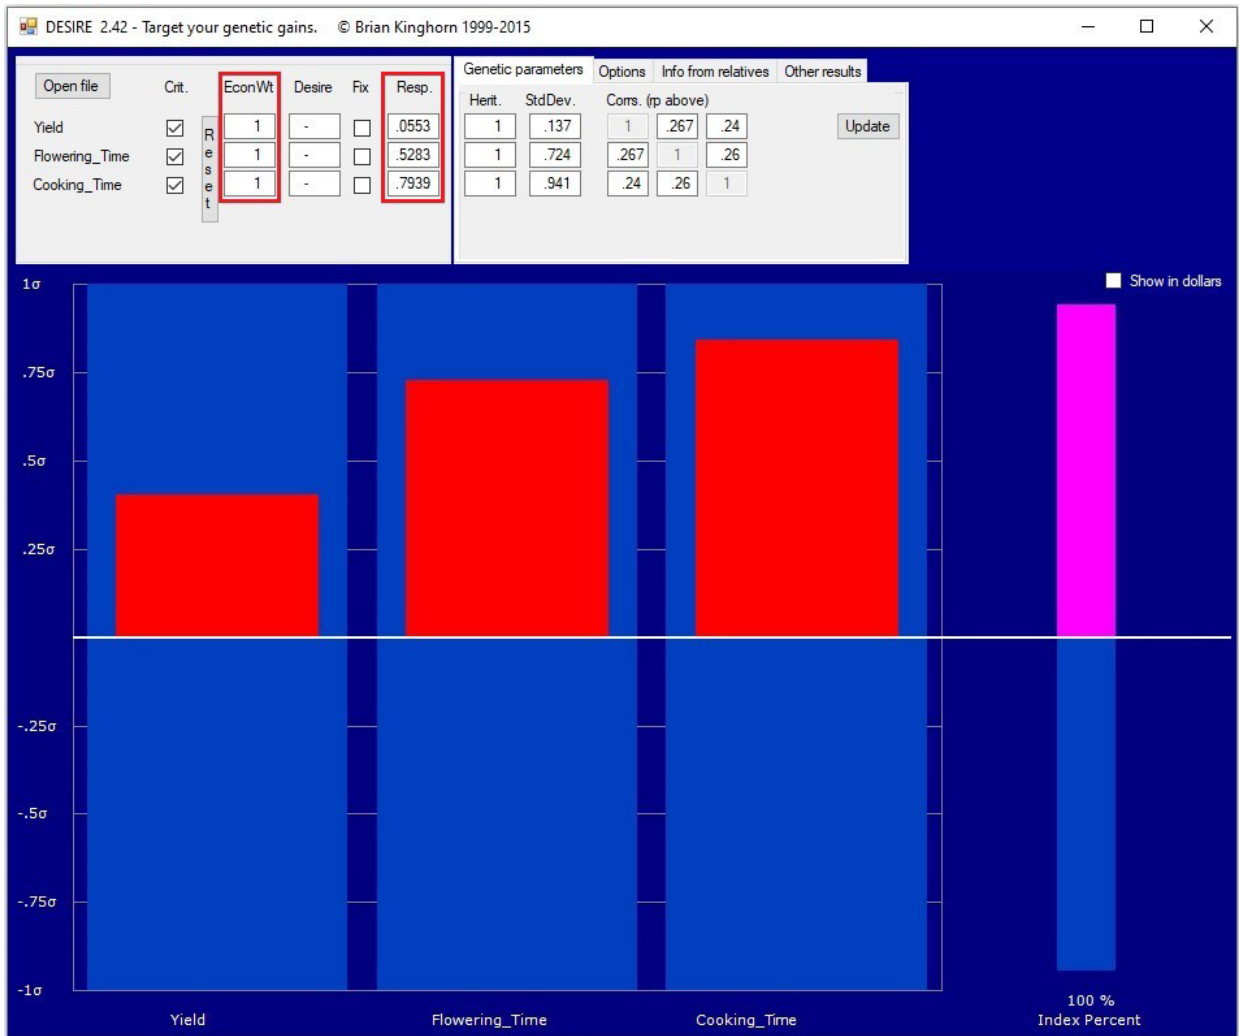 DESIRE 2.42 - Target your genetic gains. © Brian Kinghorn 1999-2015
Open file Crit. EconWt Desire Fix Resp.
Reset
Yield 1 - .0553
Flowering_Time 1 - .5283
Cooking_Time 1 - .7939
Genetic parameters Options Info from relatives Other results
Herit. StdDev. Corrs. (rp above)
1 .137 1 .267 .24 Update
1 .724 .267 1 .26
1 .941 .24 .26 1
Show in dollars
1σ
.75σ
.5σ
.25σ
-.25σ
-.5σ
-.75σ
-1σ
Yield Flowering_Time Cooking_Time
100 %
Index Percent